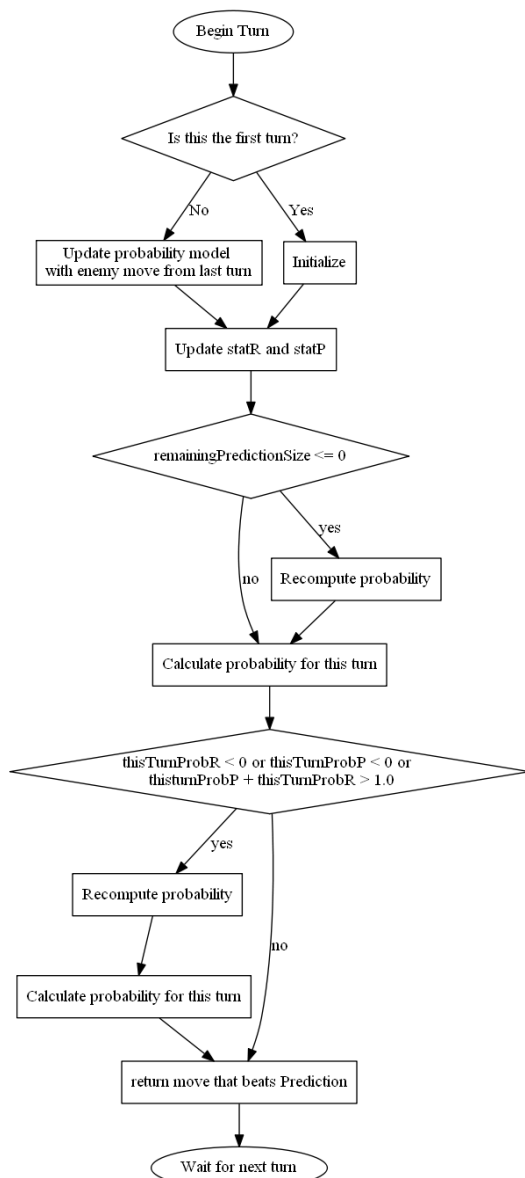 Begin Turn
Is this the first turn?
No
Yes
Update probability model
with enemy move from last turn
Initialize
Update statR and statP
remainingPredictionSize <= 0
yes
no
Recompute probability
Calculate probability for this turn
thisTurnProbR < 0 or thisTurnProbP < 0 or
thisturnProbP + thisTurnProbR > 1.0
yes
Recompute probability
no
Calculate probability for this turn
return move that beats Prediction
Wait for next turn